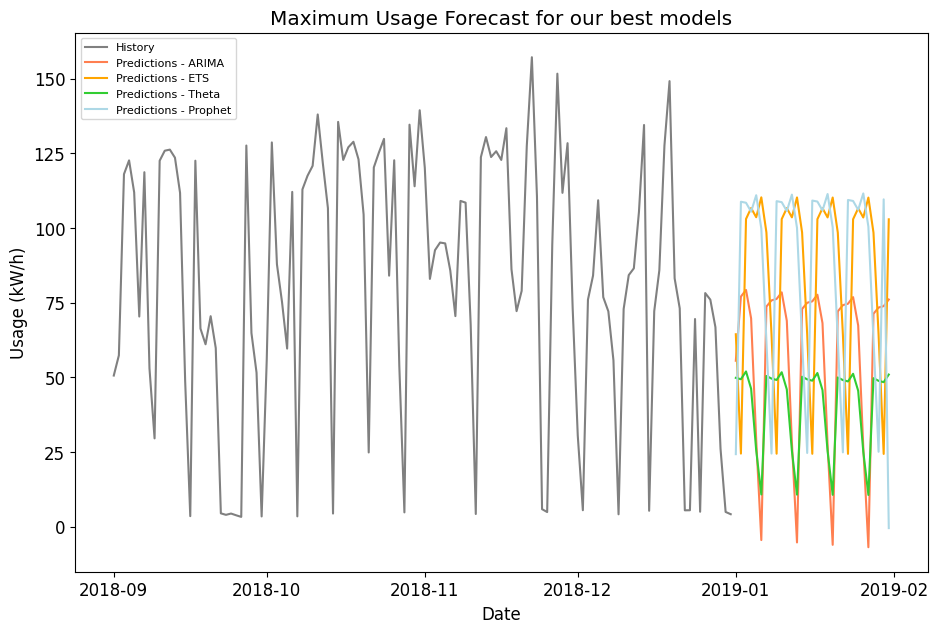 Maximum Usage Forecast for our best models
History
Predictions - ARIMA
Predictions - ETS
Predictions - Theta
Predictions - Prophet
150
125
100
75
50
25
0
Usage (kW/h)
2018-09
2018-10
2018-11
2018-12
2019-01
2019-02
Date